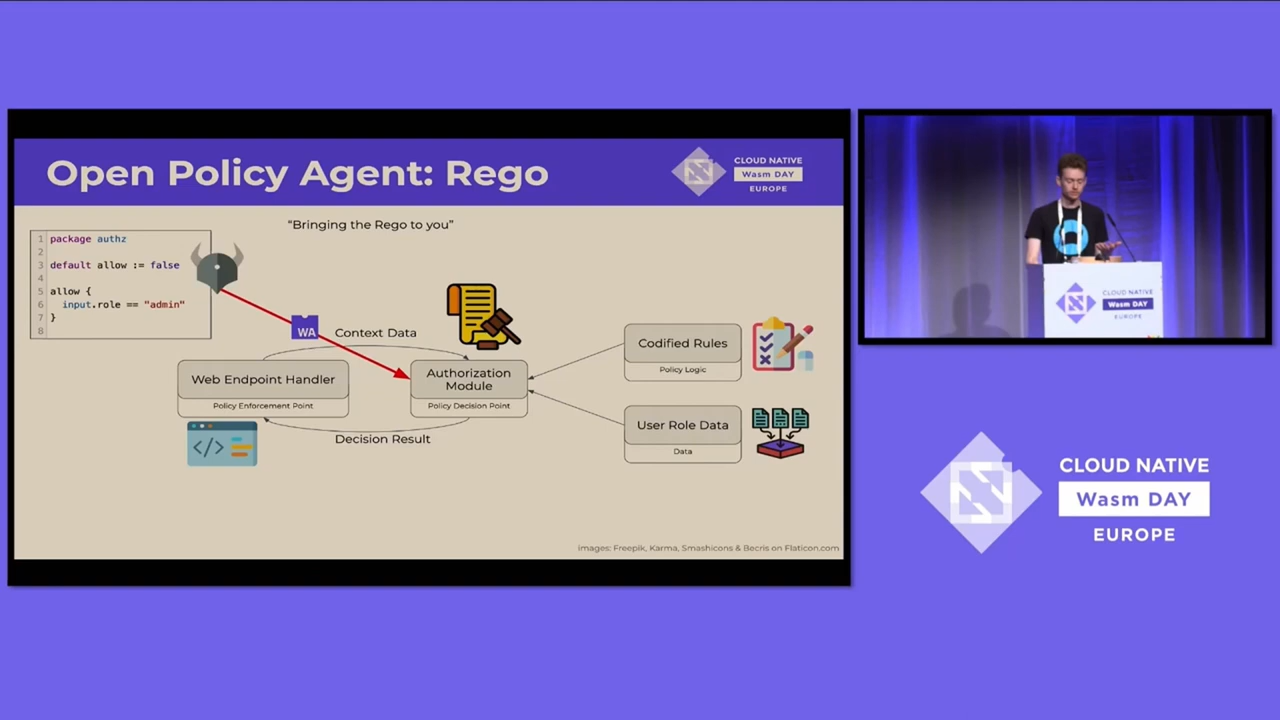 Open Policy Agent: Rego
CLOUD NATIVE
Wasm DAY
EUROPE
“Bringing the Rego to you”
1 package authz
2
3 default allow := false
4
5 allow {
6 input.role == "admin"
7 }
8
WA
Context Data
Web Endpoint Handler
Policy Enforcement Point
Authorization
Module
Policy Decision Point
Decision Result
Codified Rules
Policy Logic
User Role Data
Data
images: Freepik, Karma, Smashicons & Becris on Flaticon.com
CLOUD NATIVE
Wasm DAY
EUROPE
CLOUD NATIVE
Wasm DAY
EUROPE